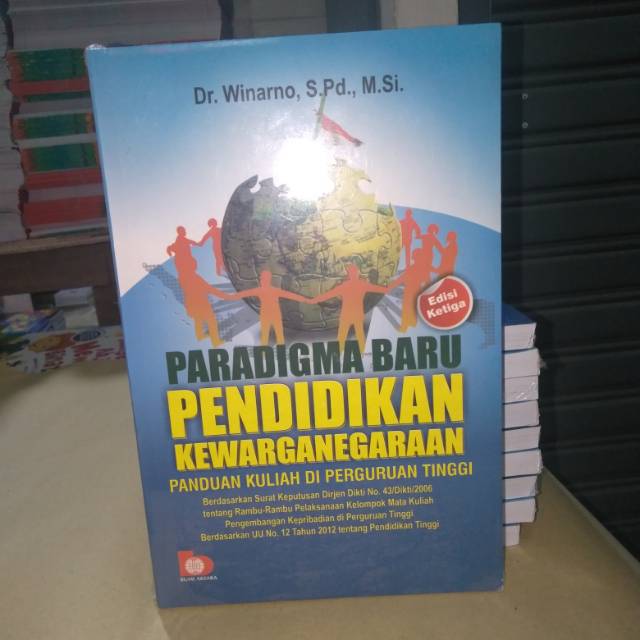 Dr. Winarno, S.Pd., M.Si.
Edisi
Ketiga
PARADIGMA BARU
PENDIDIKAN
KEWARGANEGARAAN
PANDUAN KULIAH DI PERGURUAN TINGGI
Berdasarkan Surat Keputusan Dirjen Dikti No. 43/Dikti/2006
tentang Rambu-Rambu Pelaksanaan Kelompok Mata Kuliah
Pengembangan Kepribadian di Perguruan Tinggi
Berdasarkan UU No. 12 Tahun 2012 tentang Pendidikan Tinggi
BUMI AKSARA